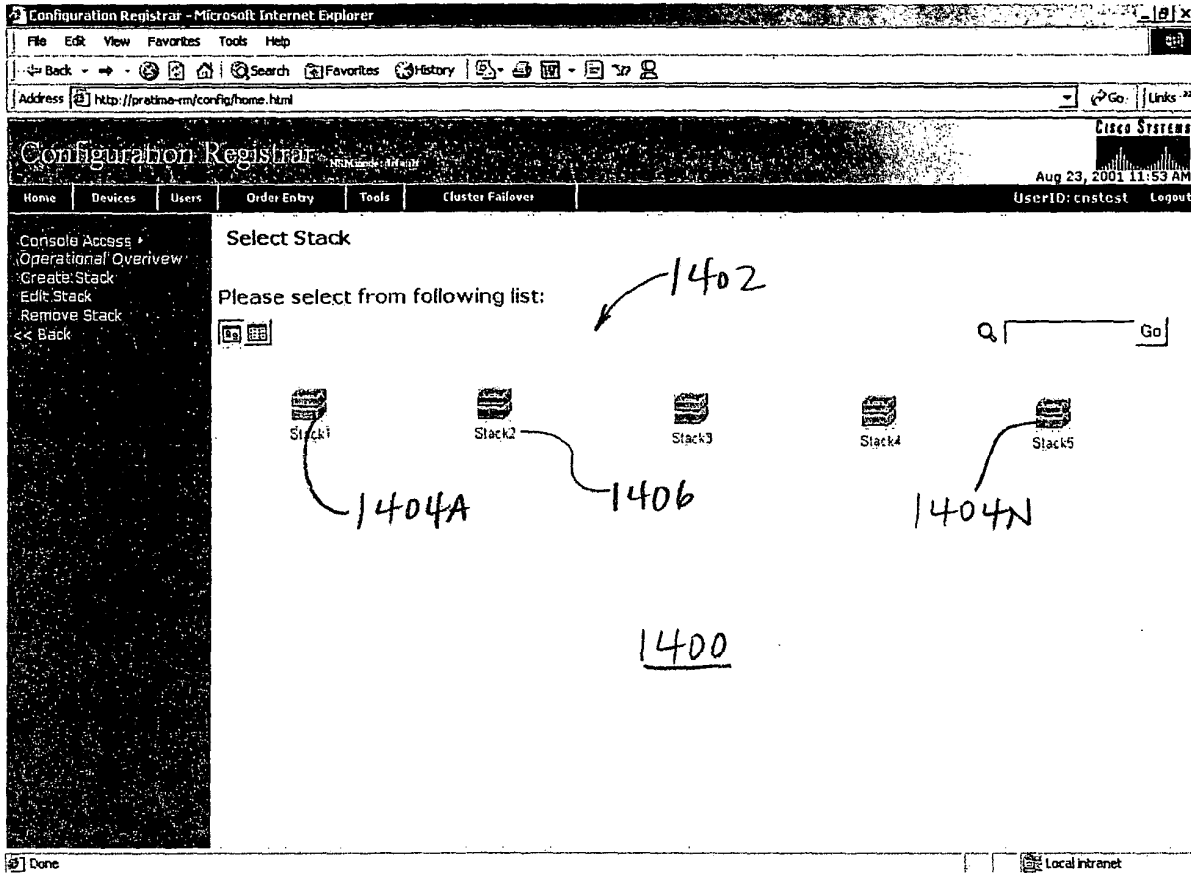 Configuration Registrar - Microsoft Internet Explorer
File Edit View Favorites Tools Help
Back Search Favorites History
Address http://pratima-rm/config/home.html Go Links »
CISCO SYSTEMS
Configuration Registrar
Aug 23, 2001 11:53 AM
Home Devices Users Order Entry Tools Cluster Failover UserID: cnstest Logout
Console Access
Operational Overivew
Create Stack
Edit Stack
Remove Stack
<< Back
Select Stack
1402
Please select from following list:
Go
Stack1 Stack2 Stack3 Stack4 Stack5
1404A 1406 1404N
1400
Done Local intranet